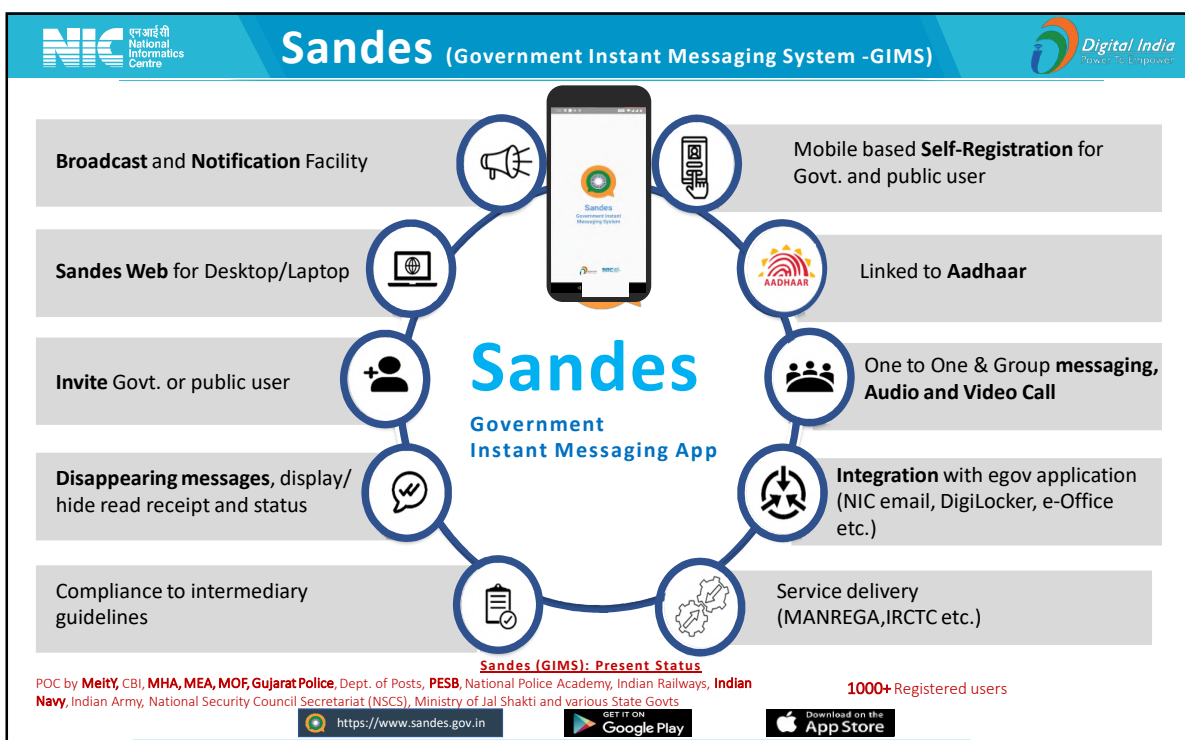 एनआईसी
NIC National
Informatics
Centre
Sandes (Government Instant Messaging System -GIMS)
Digital India
Power To Empower
Broadcast and Notification Facility
Mobile based Self-Registration for
Govt. and public user
Sandes
Government Instant
Messaging System
NIC
Sandes Web for Desktop/Laptop
AADHAAR
Linked to Aadhaar
Invite Govt. or public user
Sandes
Government
Instant Messaging App
One to One & Group messaging,
Audio and Video Call
Disappearing messages, display/
hide read receipt and status
Integration with egov application
(NIC email, DigiLocker, e-Office
etc.)
Compliance to intermediary
guidelines
Service delivery
(MANREGA,IRCTC etc.)
Sandes (GIMS): Present Status
POC by MeitY, CBI, MHA, MEA, MOF, Gujarat Police, Dept. of Posts, PESB, National Police Academy, Indian Railways, Indian
Navy, Indian Army, National Security Council Secretariat (NSCS), Ministry of Jal Shakti and various State Govts
1000+ Registered users
https://www.sandes.gov.in
GET IT ON
Google Play
Download on the
App Store